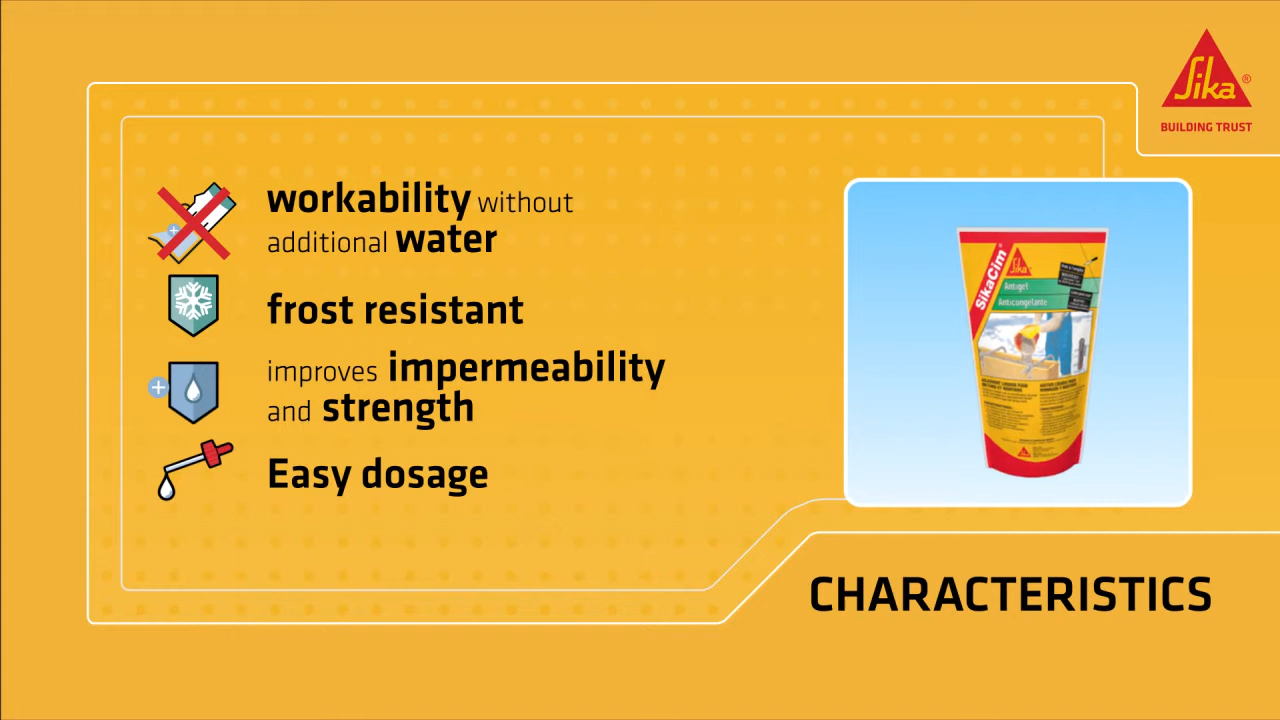 Sika®
BUILDING TRUST
workability without
additional water
frost resistant
improves impermeability
and strength
Easy dosage
SikaCim®
Sika
Antigel
Anticongelante
CHARACTERISTICS